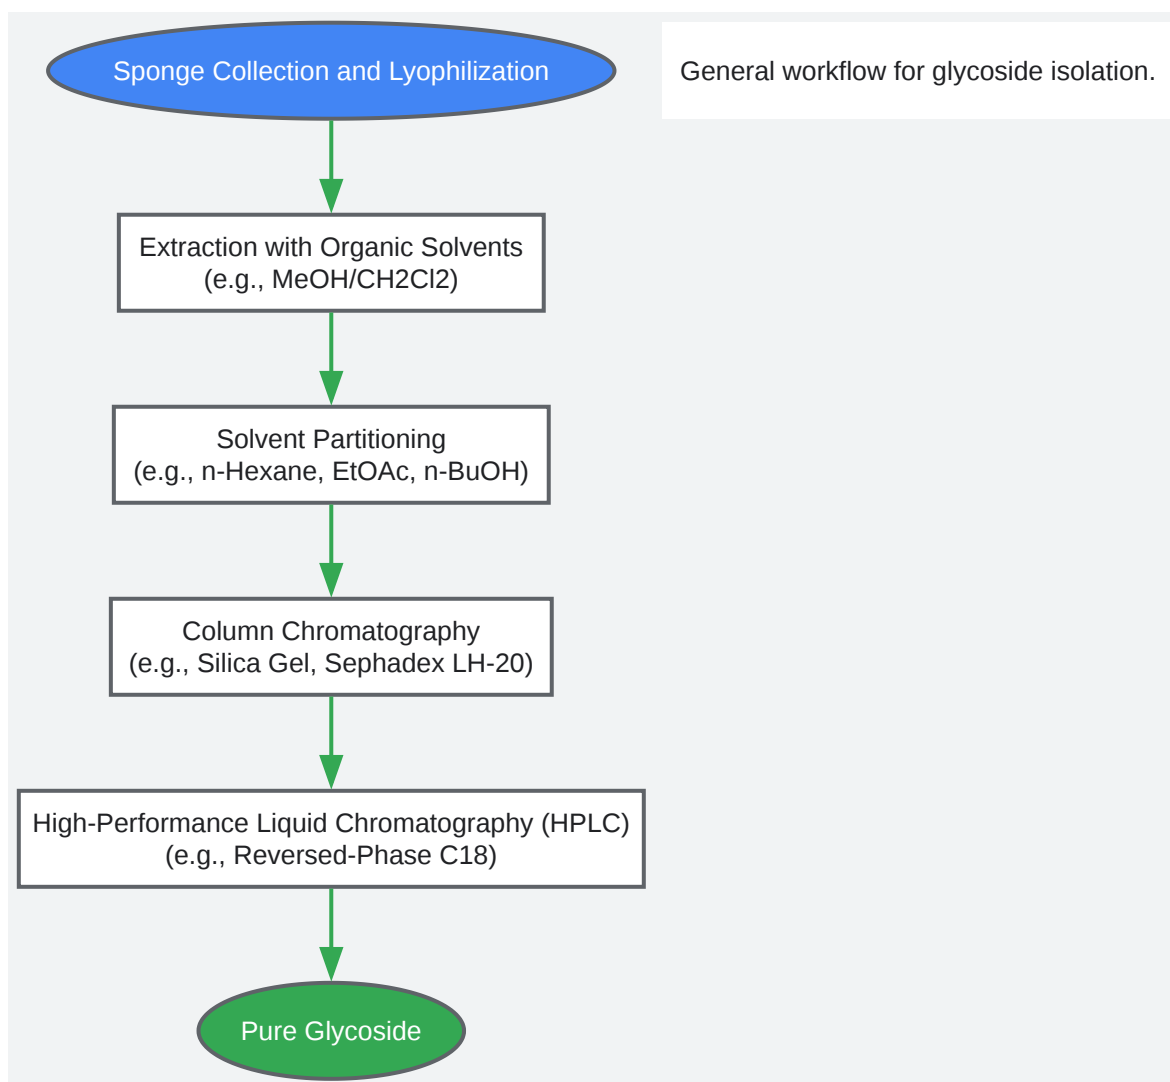 Sponge Collection and Lyophilization
General workflow for glycoside isolation.
Extraction with Organic Solvents
(e.g., MeOH/CH2Cl2)
Solvent Partitioning
(e.g., n-Hexane, EtOAc, n-BuOH)
Column Chromatography
(e.g., Silica Gel, Sephadex LH-20)
High-Performance Liquid Chromatography (HPLC)
(e.g., Reversed-Phase C18)
Pure Glycoside